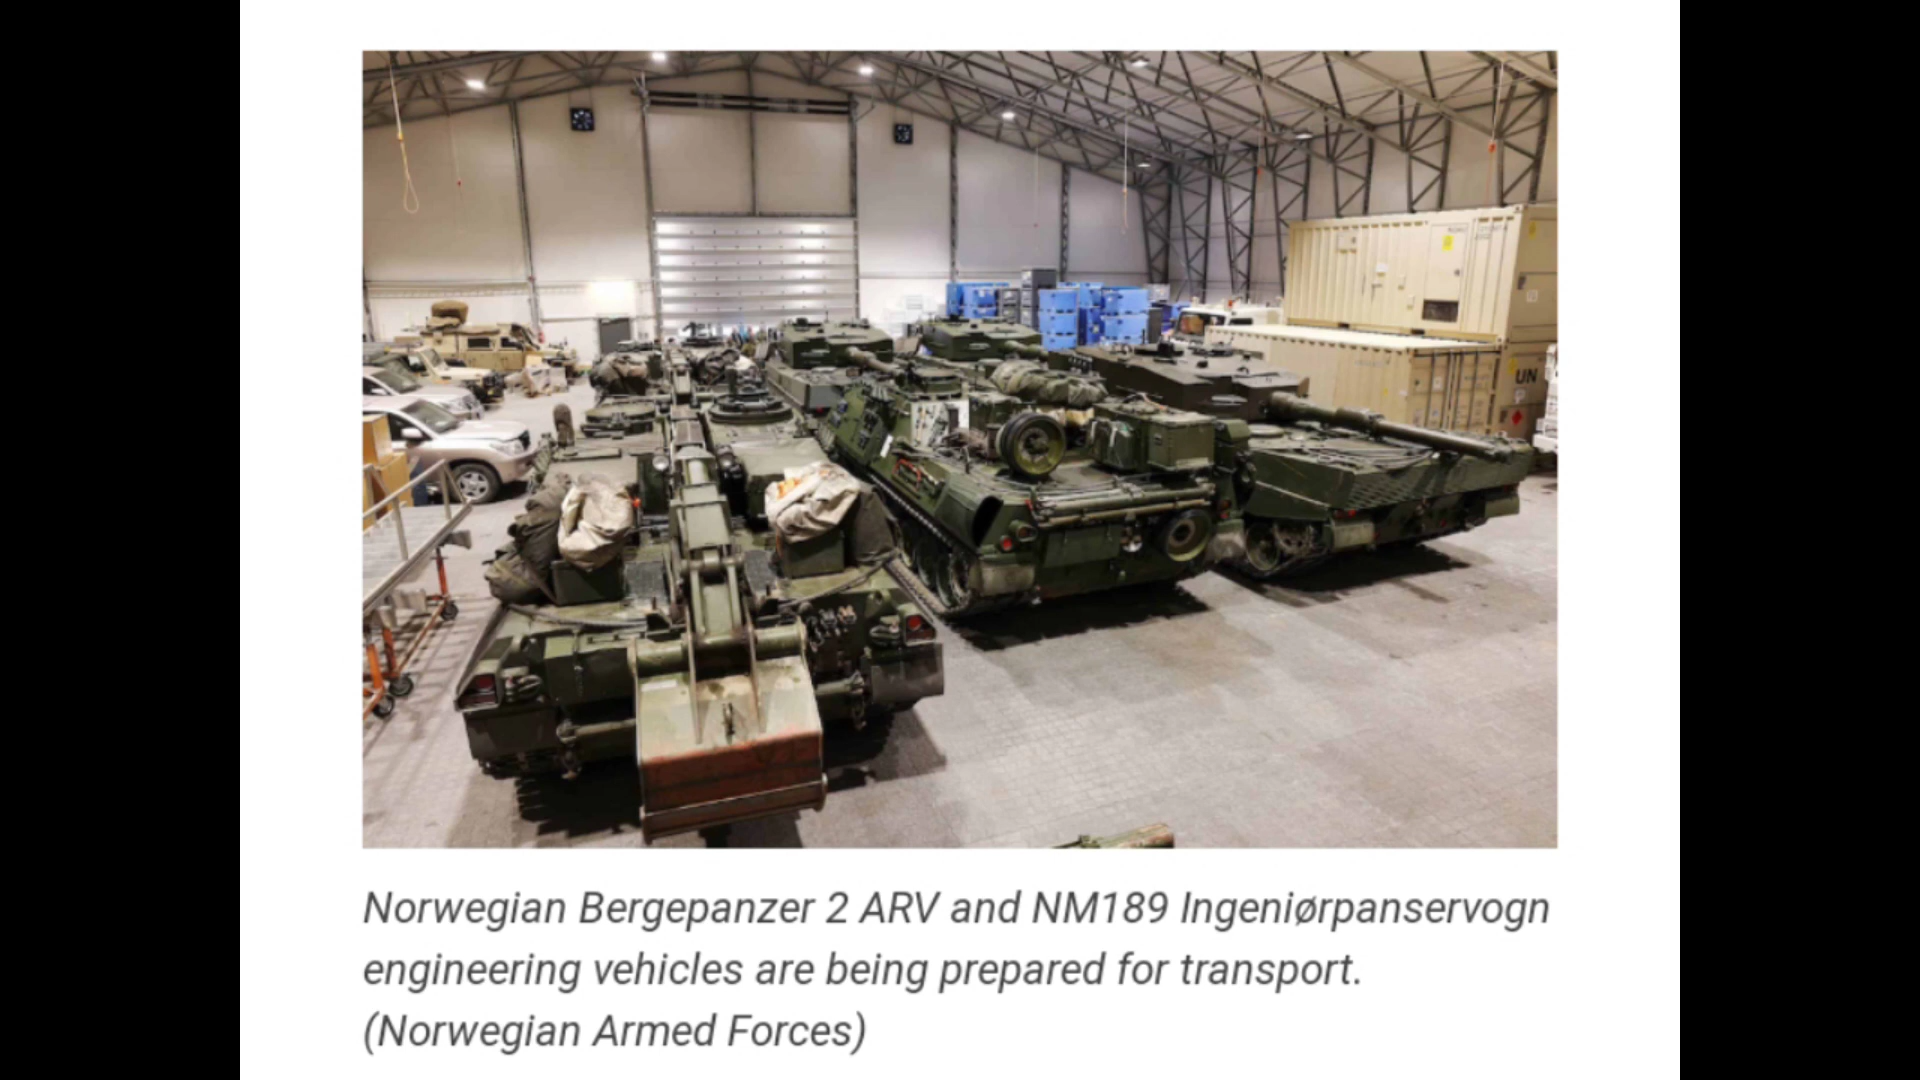 UN
Norwegian Bergepanzer 2 ARV and NM189 Ingeniørpanservogn
engineering vehicles are being prepared for transport.
(Norwegian Armed Forces)